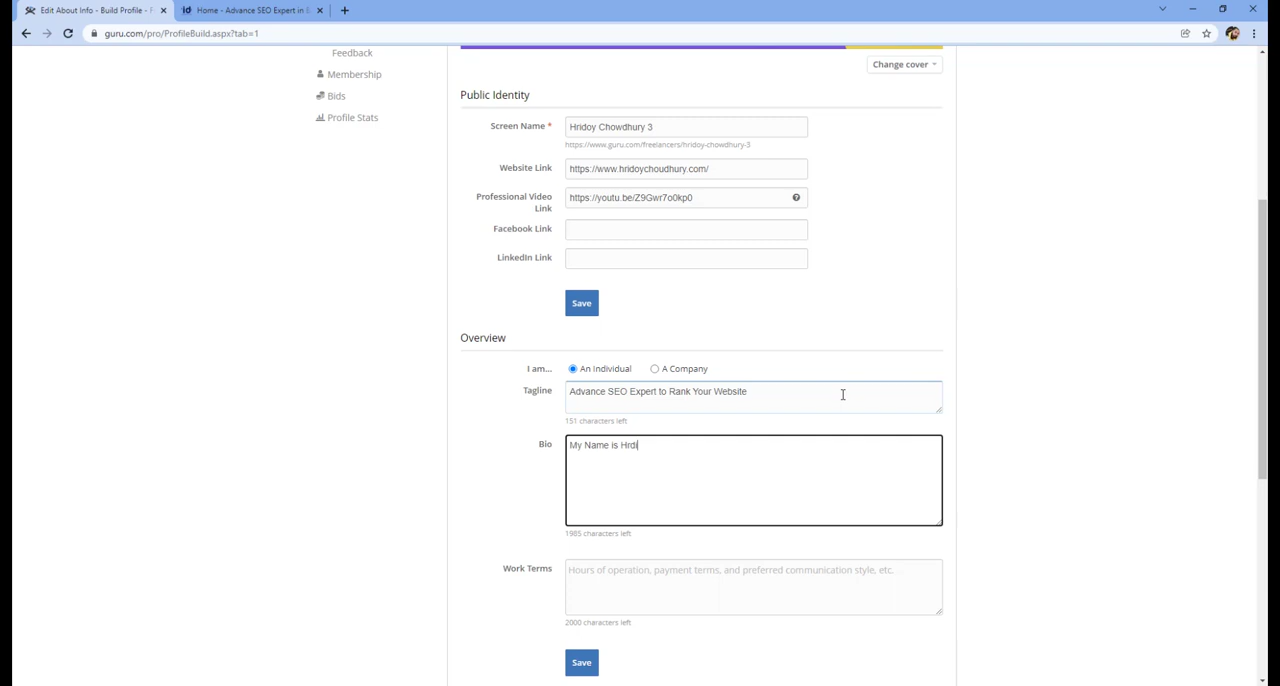 Edit About Info - Build Profile - F
Home - Advance SEO Expert in
guru.com/pro/ProfileBuild.aspx?tab=1
Feedback
Membership
Bids
Profile Stats
Change cover
Public Identity
Screen Name * Hridoy Chowdhury 3
https://www.guru.com/freelancers/hridoy-chowdhury-3
Website Link https://www.hridoychoudhury.com/
Professional Video
Link
https://youtu.be/Z9Gwr7o0kp0
Facebook Link
LinkedIn Link
Save
Overview
I am... An Individual A Company
Tagline Advance SEO Expert to Rank Your Website
151 characters left
Bio My Name is Hrdi
1985 characters left
Work Terms Hours of operation, payment terms, and preferred communication style, etc.
2000 characters left
Save